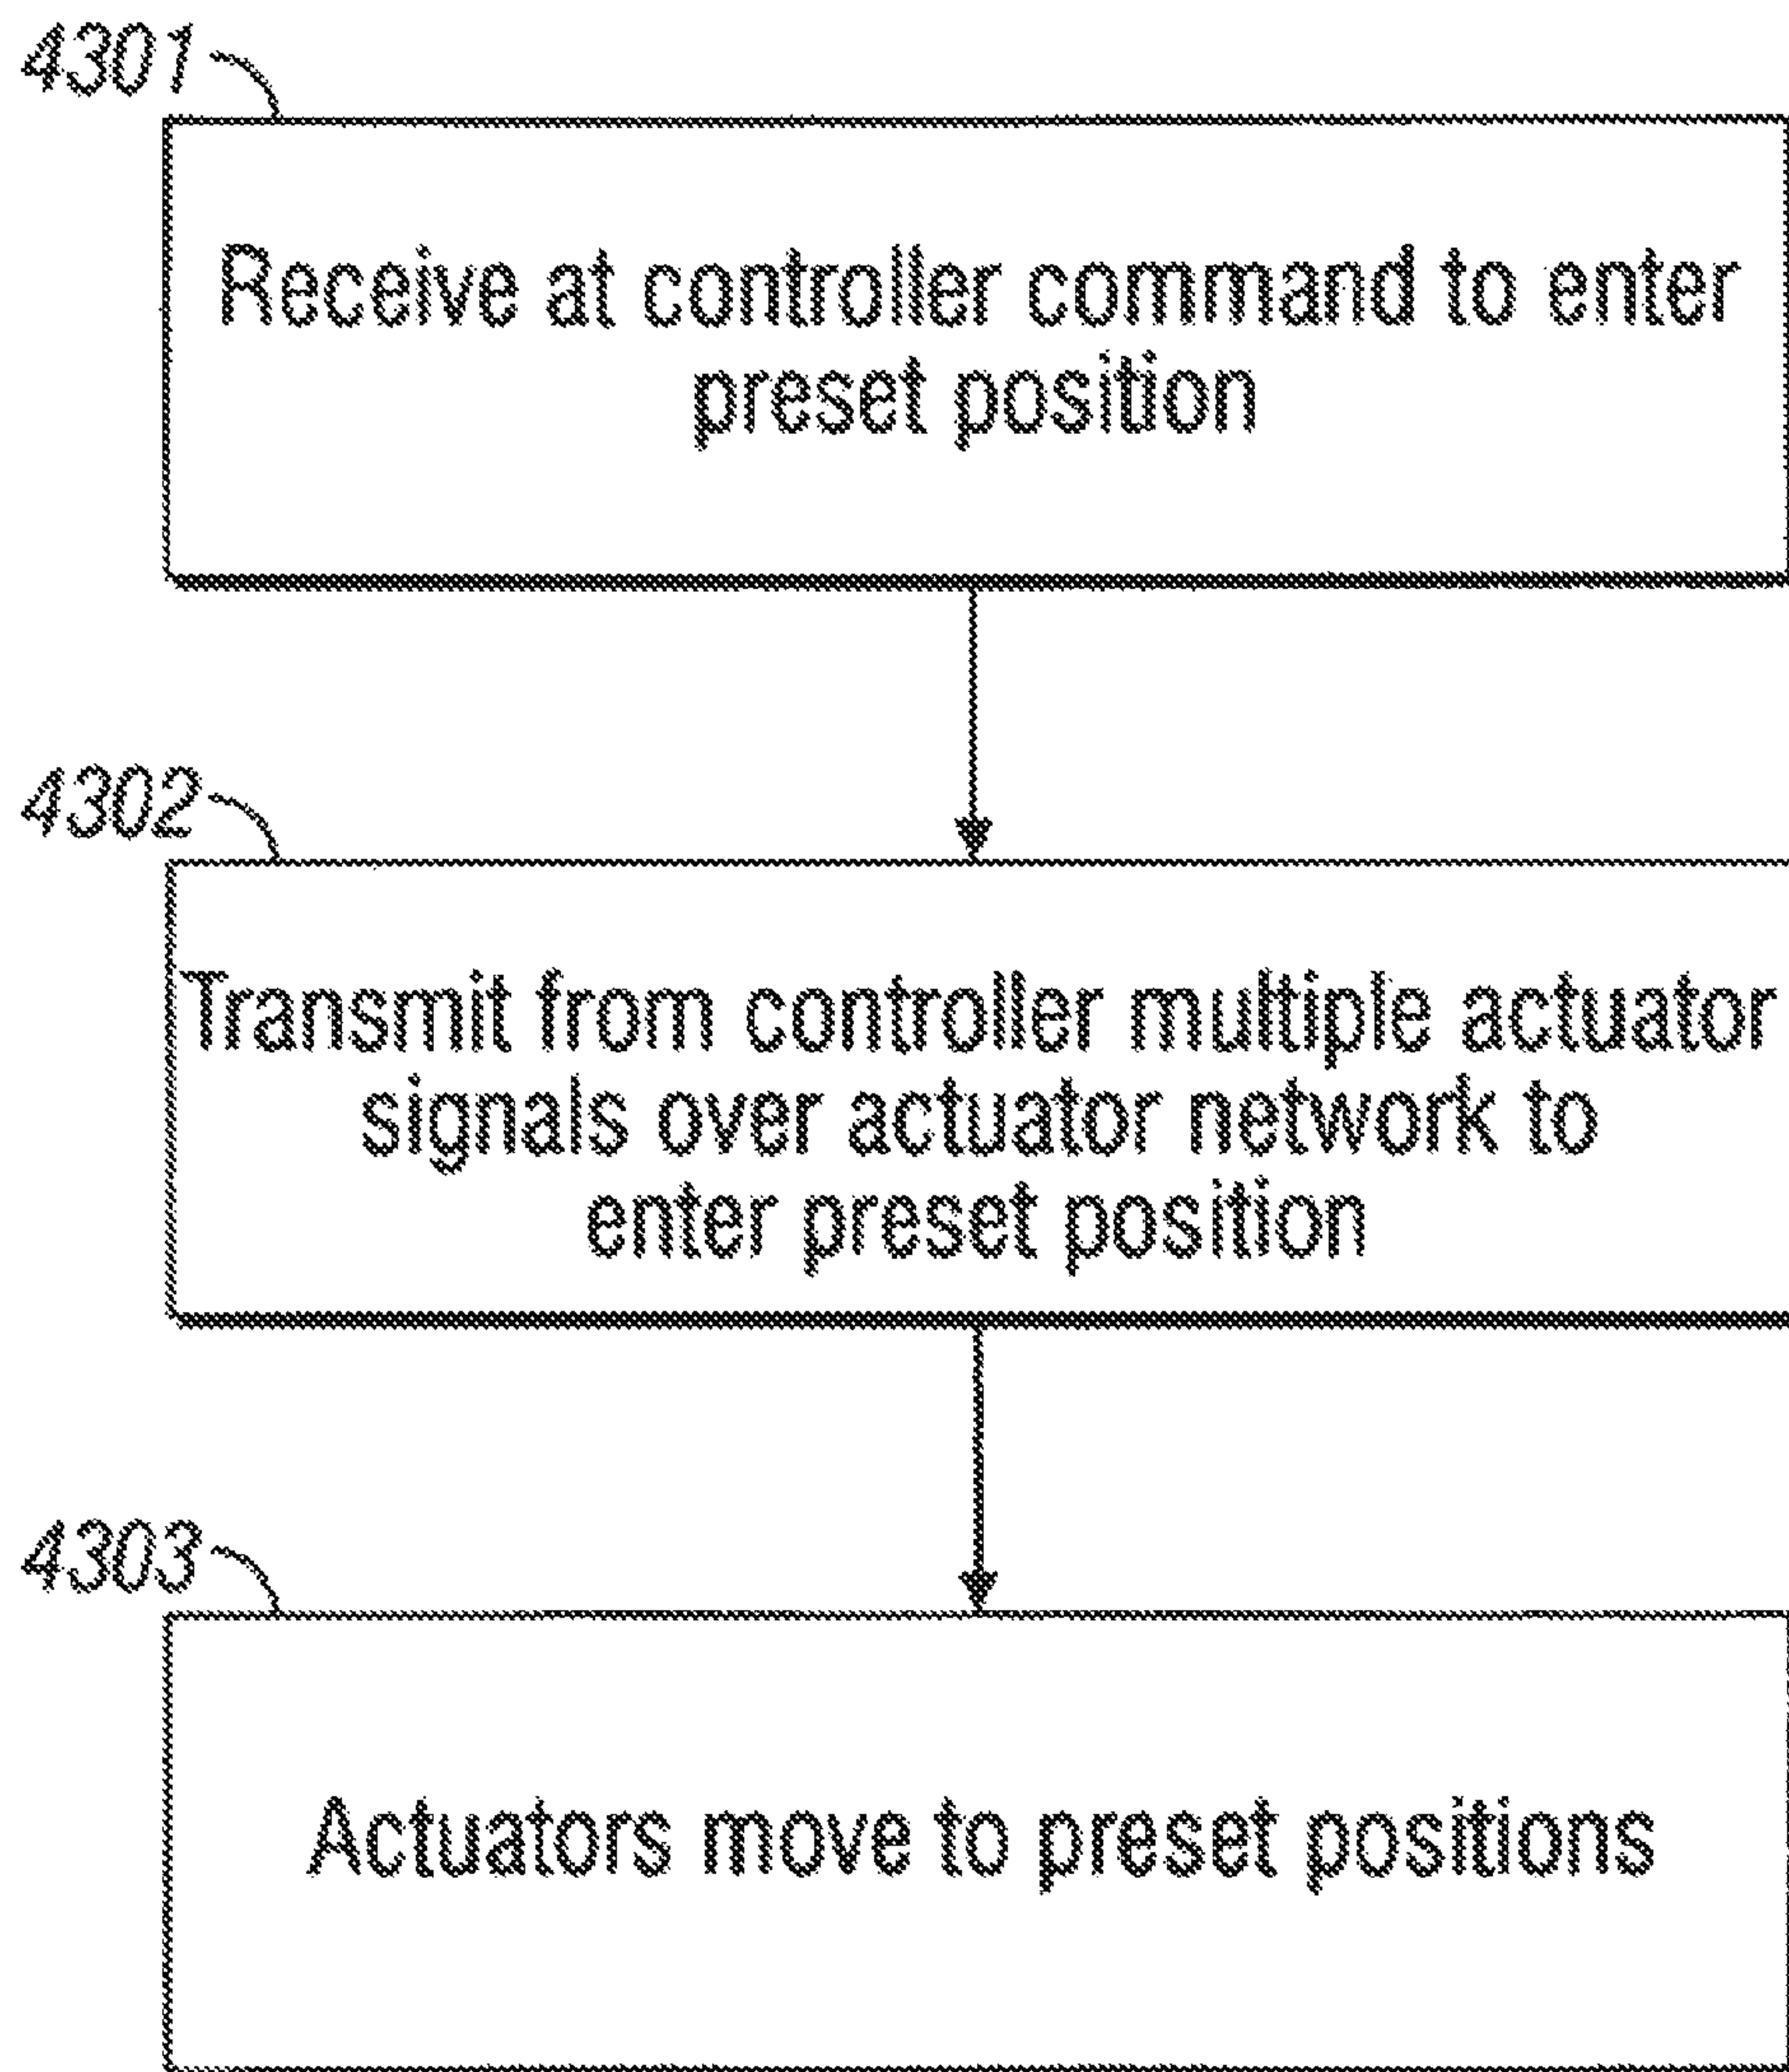 4301
Receive at controller command to enter
preset position
4302
Transmit from controller multiple actuator
signals over actuator network to
enter preset position
4303
Actuators move to preset positions